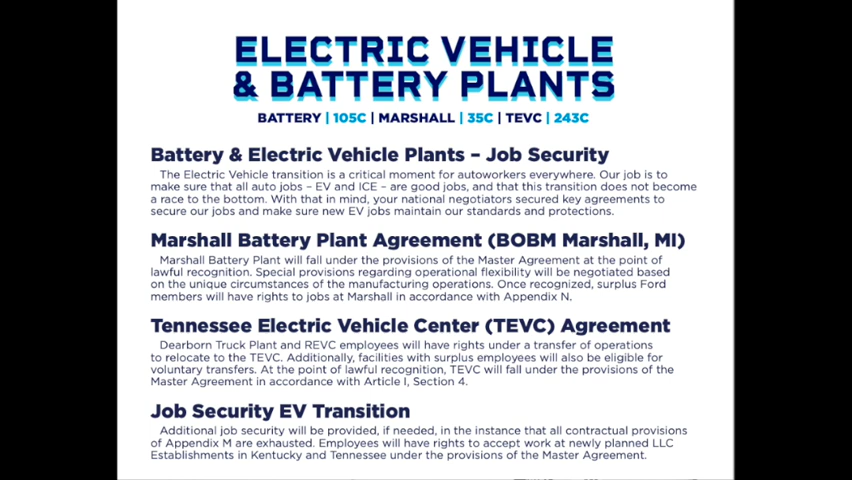 ELECTRIC VEHICLE
& BATTERY PLANTS
BATTERY | 105C | MARSHALL | 35C | TEVC | 243C
Battery & Electric Vehicle Plants – Job Security
The Electric Vehicle transition is a critical moment for autoworkers everywhere. Our job is to
make sure that all auto jobs – EV and ICE – are good jobs, and that this transition does not become
a race to the bottom. With that in mind, your national negotiators secured key agreements to
secure our jobs and make sure new EV jobs maintain our standards and protections.
Marshall Battery Plant Agreement (BOBM Marshall, MI)
Marshall Battery Plant will fall under the provisions of the Master Agreement at the point of
lawful recognition. Special provisions regarding operational flexibility will be negotiated based
on the unique circumstances of the manufacturing operations. Once recognized, surplus Ford
members will have rights to jobs at Marshall in accordance with Appendix N.
Tennessee Electric Vehicle Center (TEVC) Agreement
Dearborn Truck Plant and REVC employees will have rights under a transfer of operations
to relocate to the TEVC. Additionally, facilities with surplus employees will also be eligible for
voluntary transfers. At the point of lawful recognition, TEVC will fall under the provisions of the
Master Agreement in accordance with Article I, Section 4.
Job Security EV Transition
Additional job security will be provided, if needed, in the instance that all contractual provisions
of Appendix M are exhausted. Employees will have rights to accept work at newly planned LLC
Establishments in Kentucky and Tennessee under the provisions of the Master Agreement.